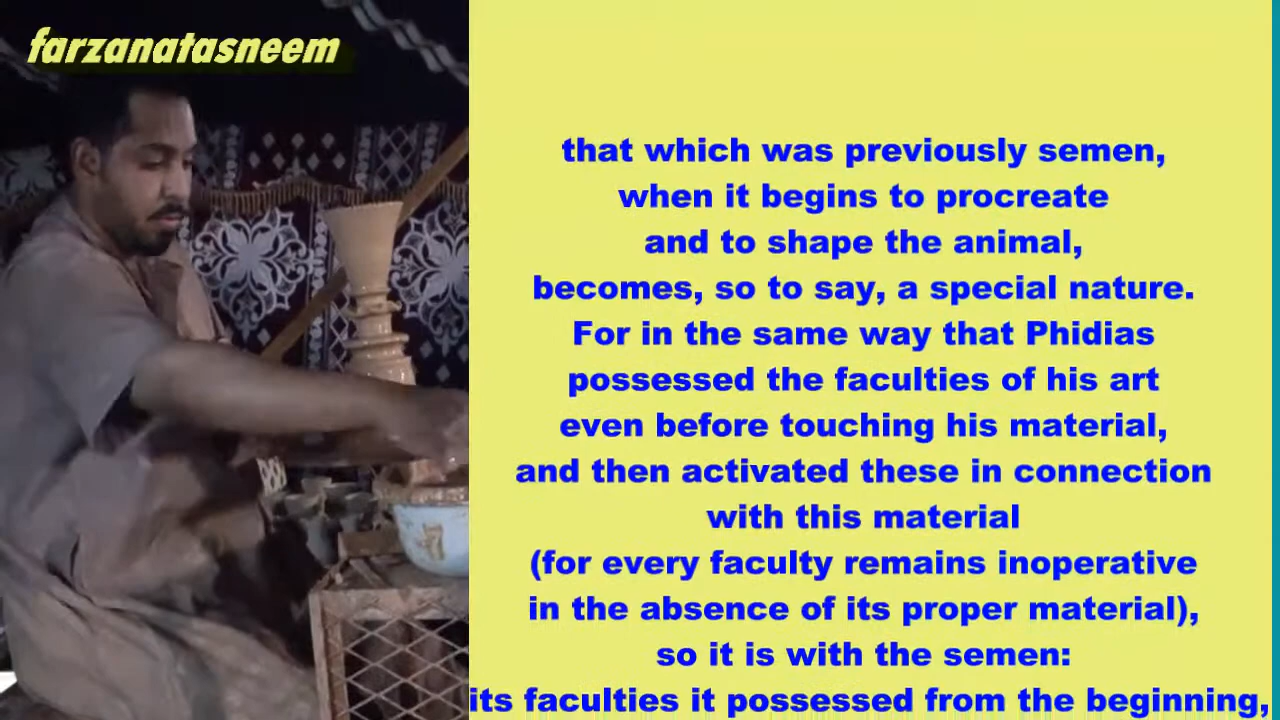 farzanatasneem
that which was previously semen,
when it begins to procreate
and to shape the animal,
becomes, so to say, a special nature.
For in the same way that Phidias
possessed the faculties of his art
even before touching his material,
and then activated these in connection
with this material
(for every faculty remains inoperative
in the absence of its proper material),
so it is with the semen:
its faculties it possessed from the beginning,